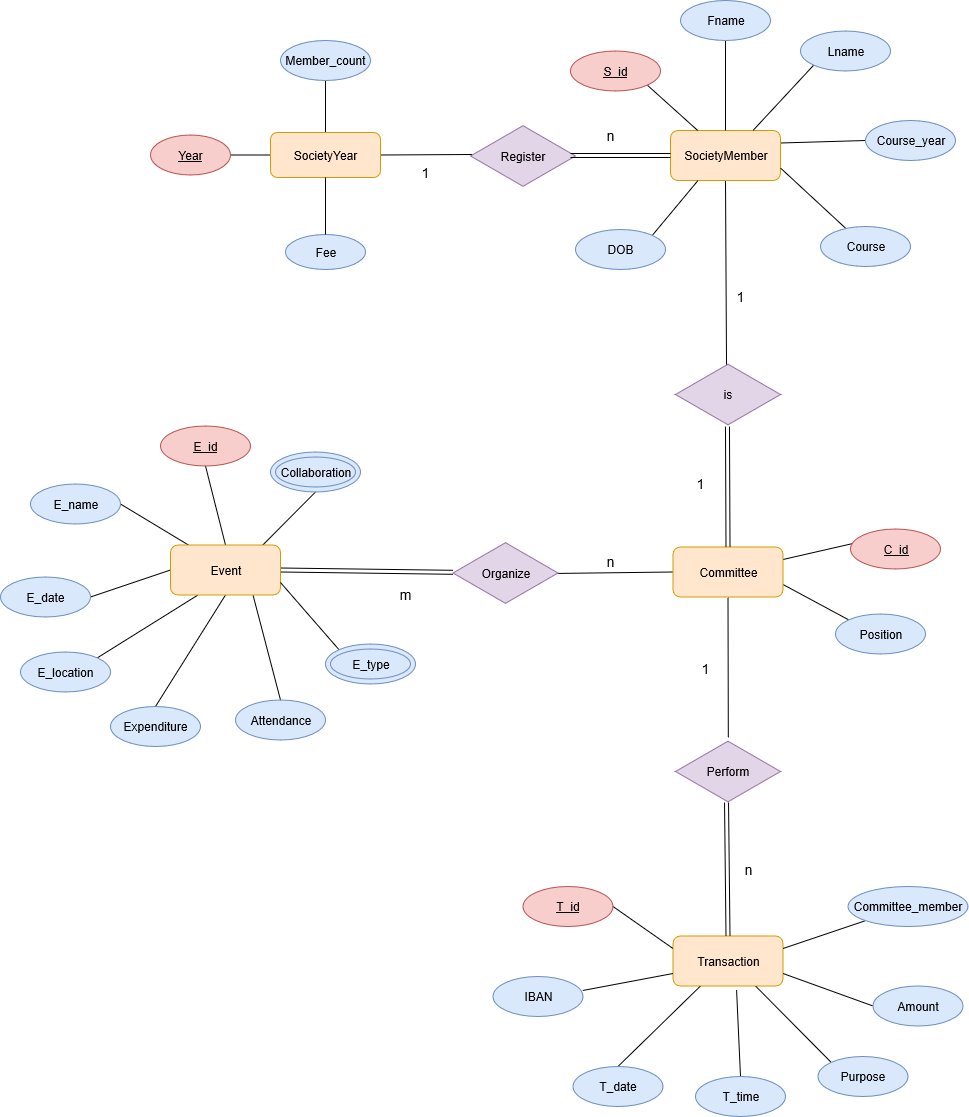 Fname
Lname
Member_count
S_id
Course_year
Year
SocietyYear
Register
n
SocietyMember
1
Fee
DOB
Course
1
is
E_id
Collaboration
1
E_name
C_id
Event
Organize
n
Committee
m
E_date
Position
E_location
E_type
1
Expenditure
Attendance
Perform
n
T_id
Committee_member
Transaction
IBAN
Amount
T_date
T_time
Purpose